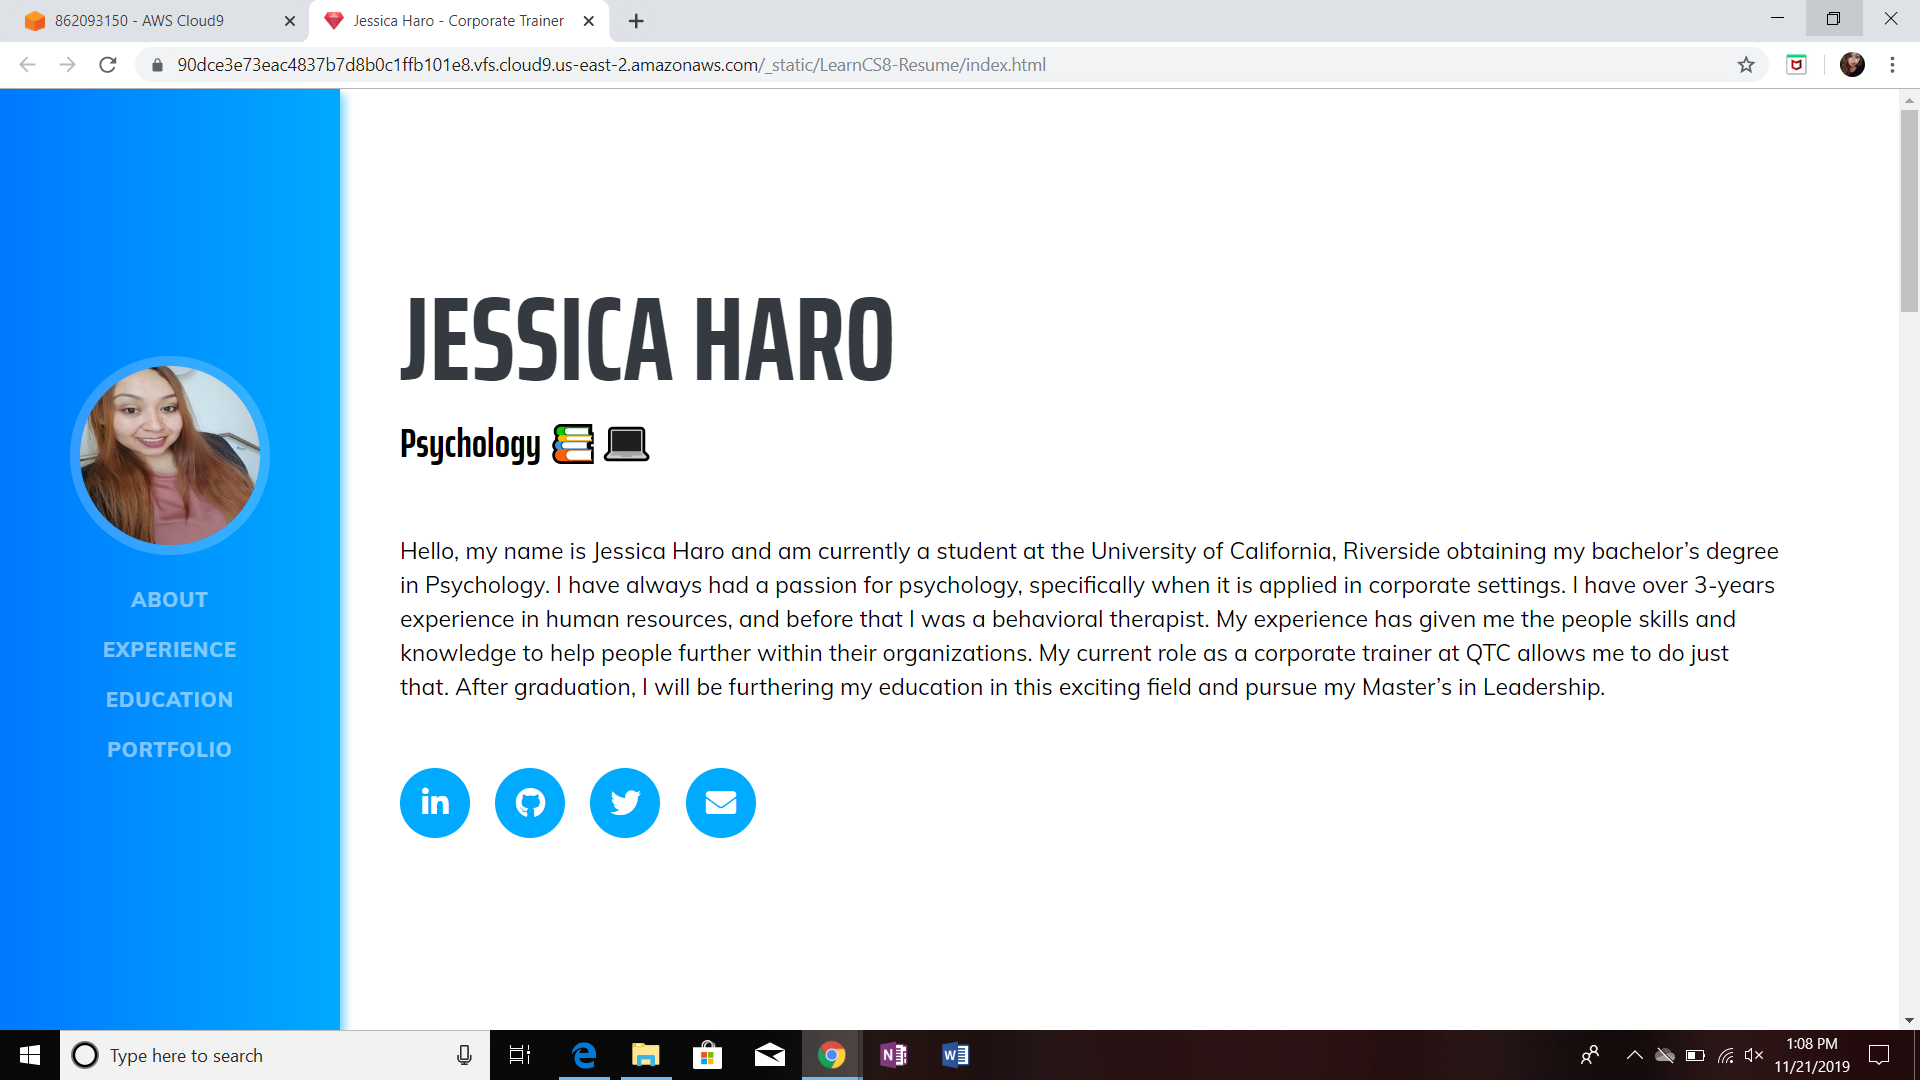 862093150 - AWS Cloud9
Jessica Haro - Corporate Trainer
90dce3e73eac4837b7d8b0c1ffb101e8.vfs.cloud9.us-east-2.amazonaws.com/_static/LearnCS8-Resume/index.html
ABOUT
EXPERIENCE
EDUCATION
PORTFOLIO
JESSICA HARO
Psychology
Hello, my name is Jessica Haro and am currently a student at the University of California, Riverside obtaining my bachelor’s degree
in Psychology. I have always had a passion for psychology, specifically when it is applied in corporate settings. I have over 3-years
experience in human resources, and before that I was a behavioral therapist. My experience has given me the people skills and
knowledge to help people further within their organizations. My current role as a corporate trainer at QTC allows me to do just
that. After graduation, I will be furthering my education in this exciting field and pursue my Master’s in Leadership.
in
Type here to search
N
W
1:08 PM
11/21/2019